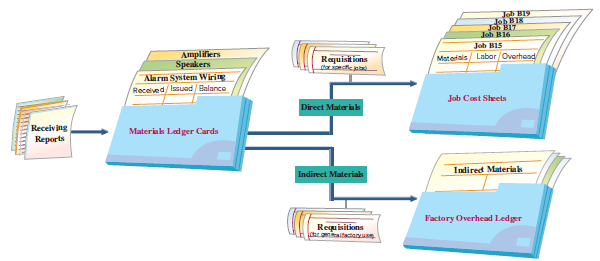 Receiving
Reports
Amplifiers
Speakers
Alarm System Wiring
Received Issued Balance
Materials Ledger Cards
Requisitions
(for specific jobs)
Direct Materials
Indirect Materials
Requisitions
(for general factory use)
Job B19
Job B18
Job B17
Job B16
Job B15
Materials Labor Overhead
Job Cost Sheets
Indirect Materials
Factory Overhead Ledger